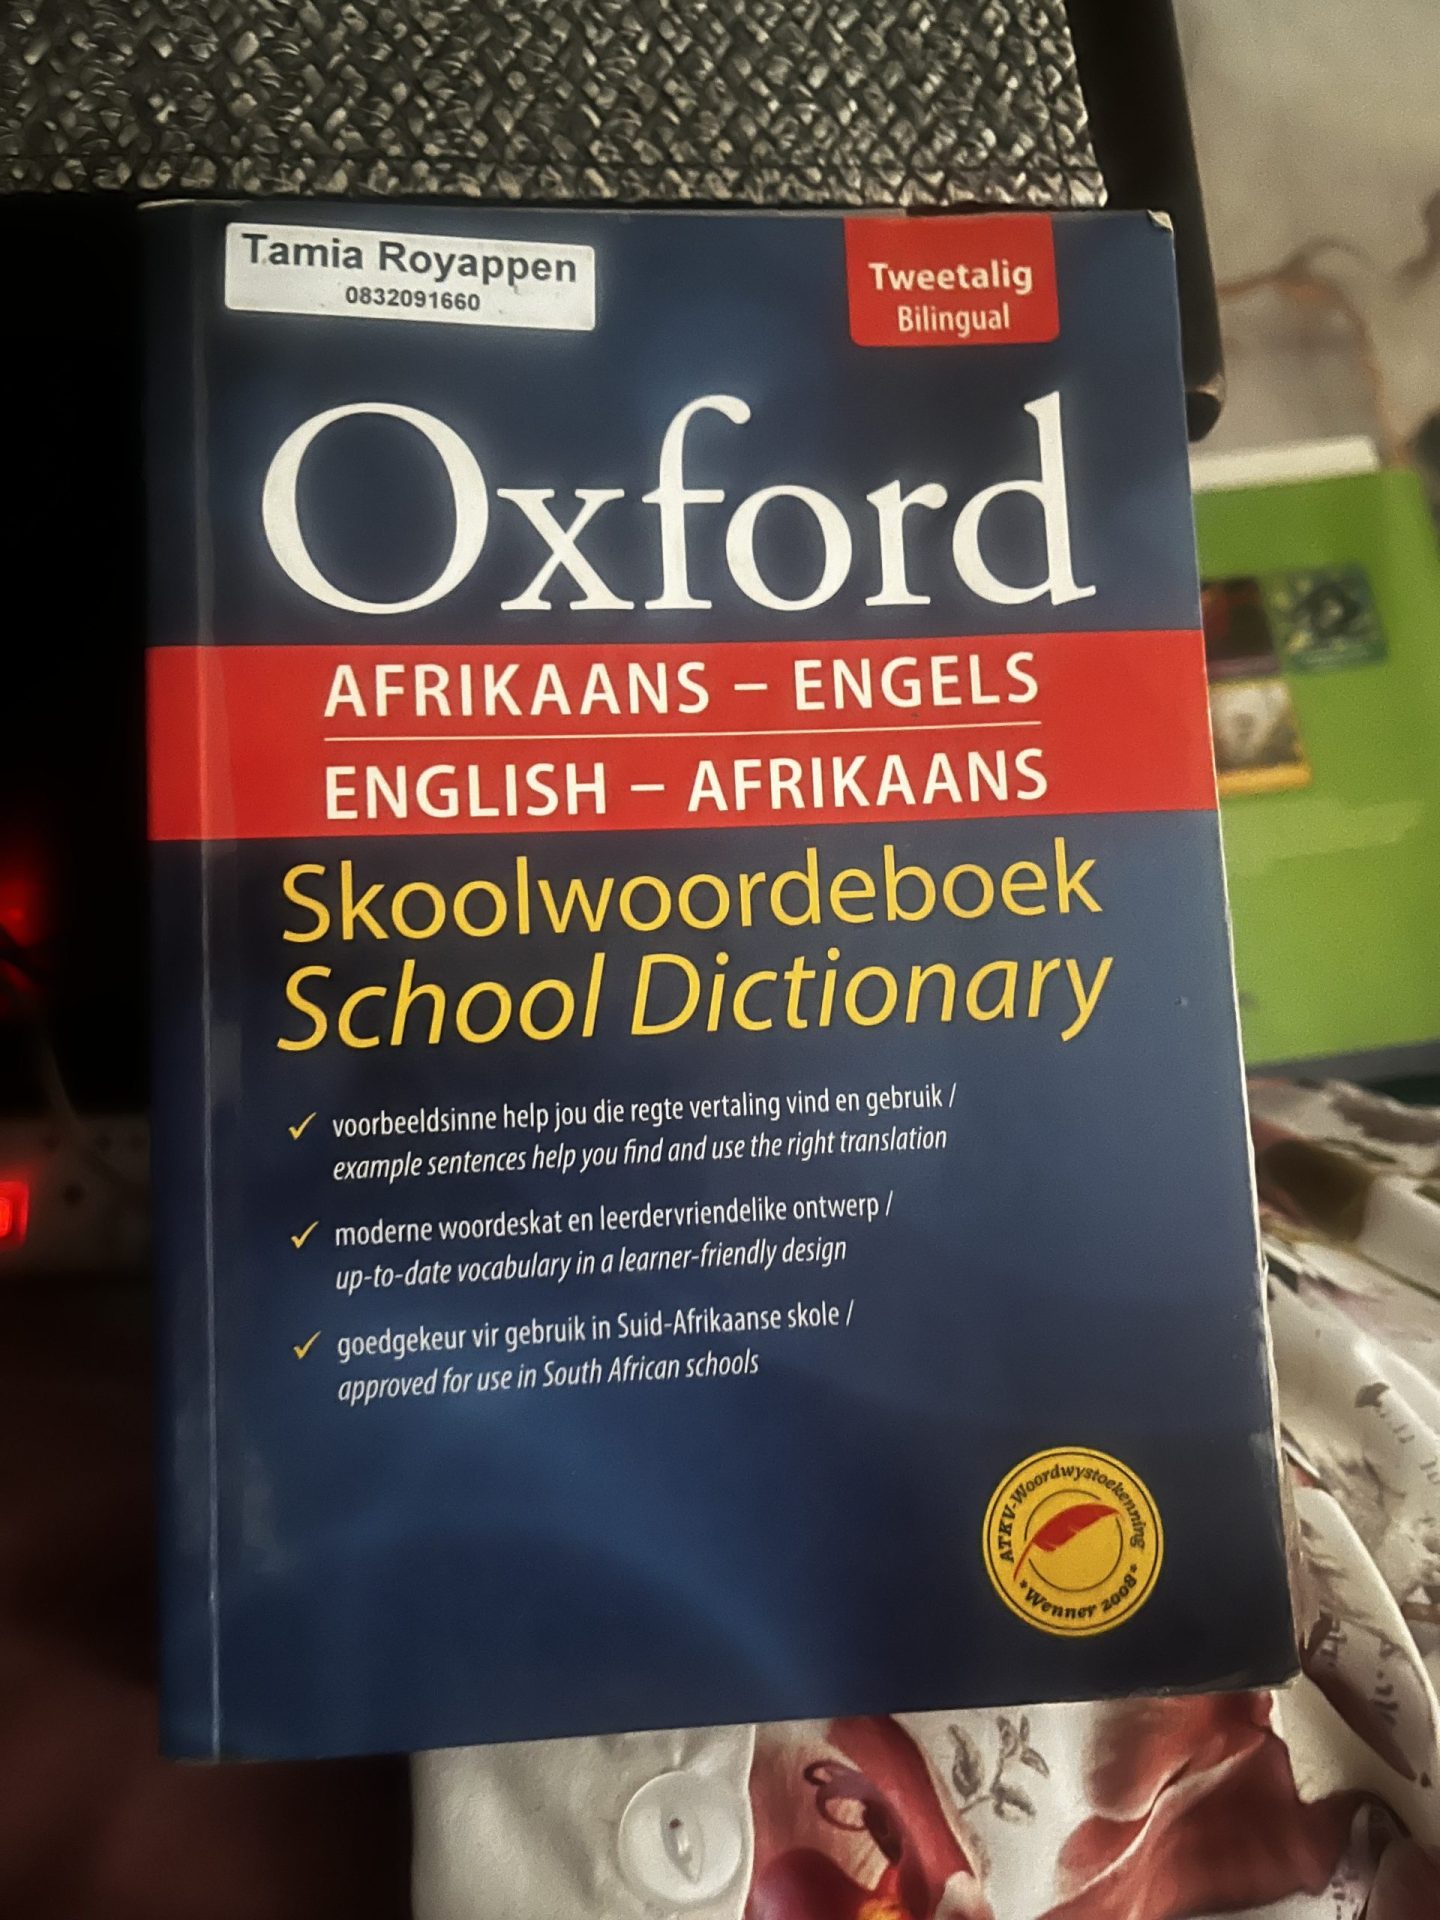 Tamia Royappen
0832091660
Tweetalig
Bilingual
Oxford
AFRIKAANS – ENGELS
ENGLISH – AFRIKAANS
Skoolwoordeboek
School Dictionary
✓ voorbeeldsinne help jou die regte vertaling vind en gebruik /
example sentences help you find and use the right translation
✓ moderne woordeskat en leerdervriendelike ontwerp /
up-to-date vocabulary in a learner-friendly design
✓ goedgekeur vir gebruik in Suid-Afrikaanse skole /
approved for use in South African schools
ATKV-Woordwystoekenning
* Wenner 2008 *